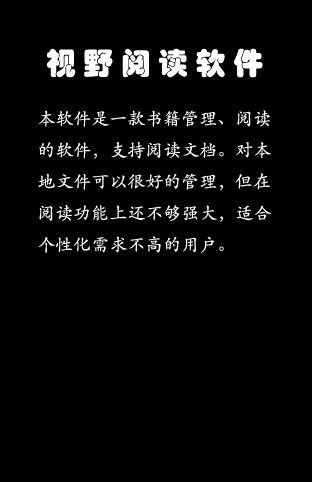 视野阅读软件
本软件是一款书籍管理、阅读
的软件，支持阅读文档。对本
地文件可以很好的管理，但在
阅读功能上还不够强大，适合
个性化需求不高的用户。